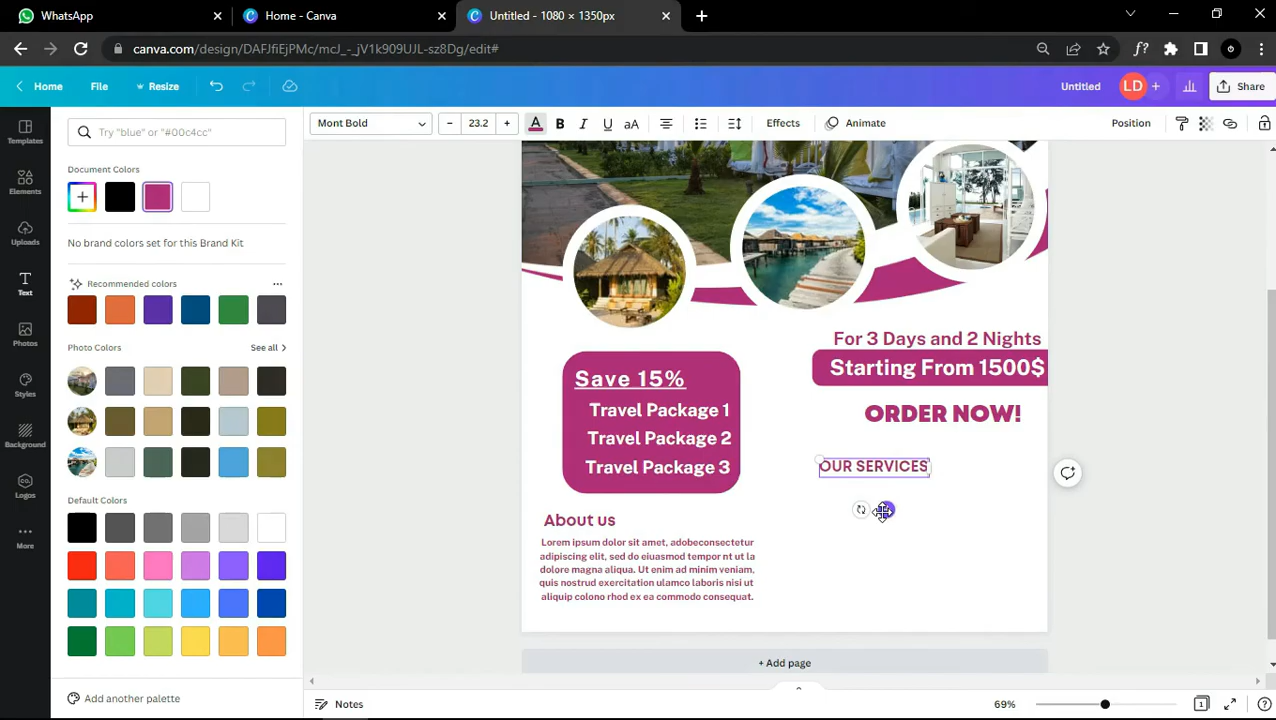 WhatsApp
Home - Canva
Untitled - 1080 × 1350px
canva.com/design/DAFJfiEjPMc/mcJ_-_jV1k909UJL-sz8Dg/edit#
Home
File
Resize
Untitled
LD
+
Share
Try "blue" or "#00c4cc"
Mont Bold
- 23.2 +
A
B
I
U
aA
Effects
Animate
Position
Templates
Elements
Uploads
Text
Photos
Styles
Background
Logos
More
Document Colors
No brand colors set for this Brand Kit
Recommended colors
Photo Colors
See all
Default Colors
Add another palette
For 3 Days and 2 Nights
Starting From 1500$
ORDER NOW!
Save 15%
Travel Package 1
Travel Package 2
Travel Package 3
OUR SERVICES
About us
Lorem ipsum dolor sit amet, adobeconsectetur
adipiscing elit, sed do eiusmod tempor nt ut la
dolore magna aliqua. Ut enim ad minim veniam,
quis nostrud exercitation ulamco laboris nisi ut
aliquip colono rhod ex ea commodo consequat.
+ Add page
Notes
69%
1